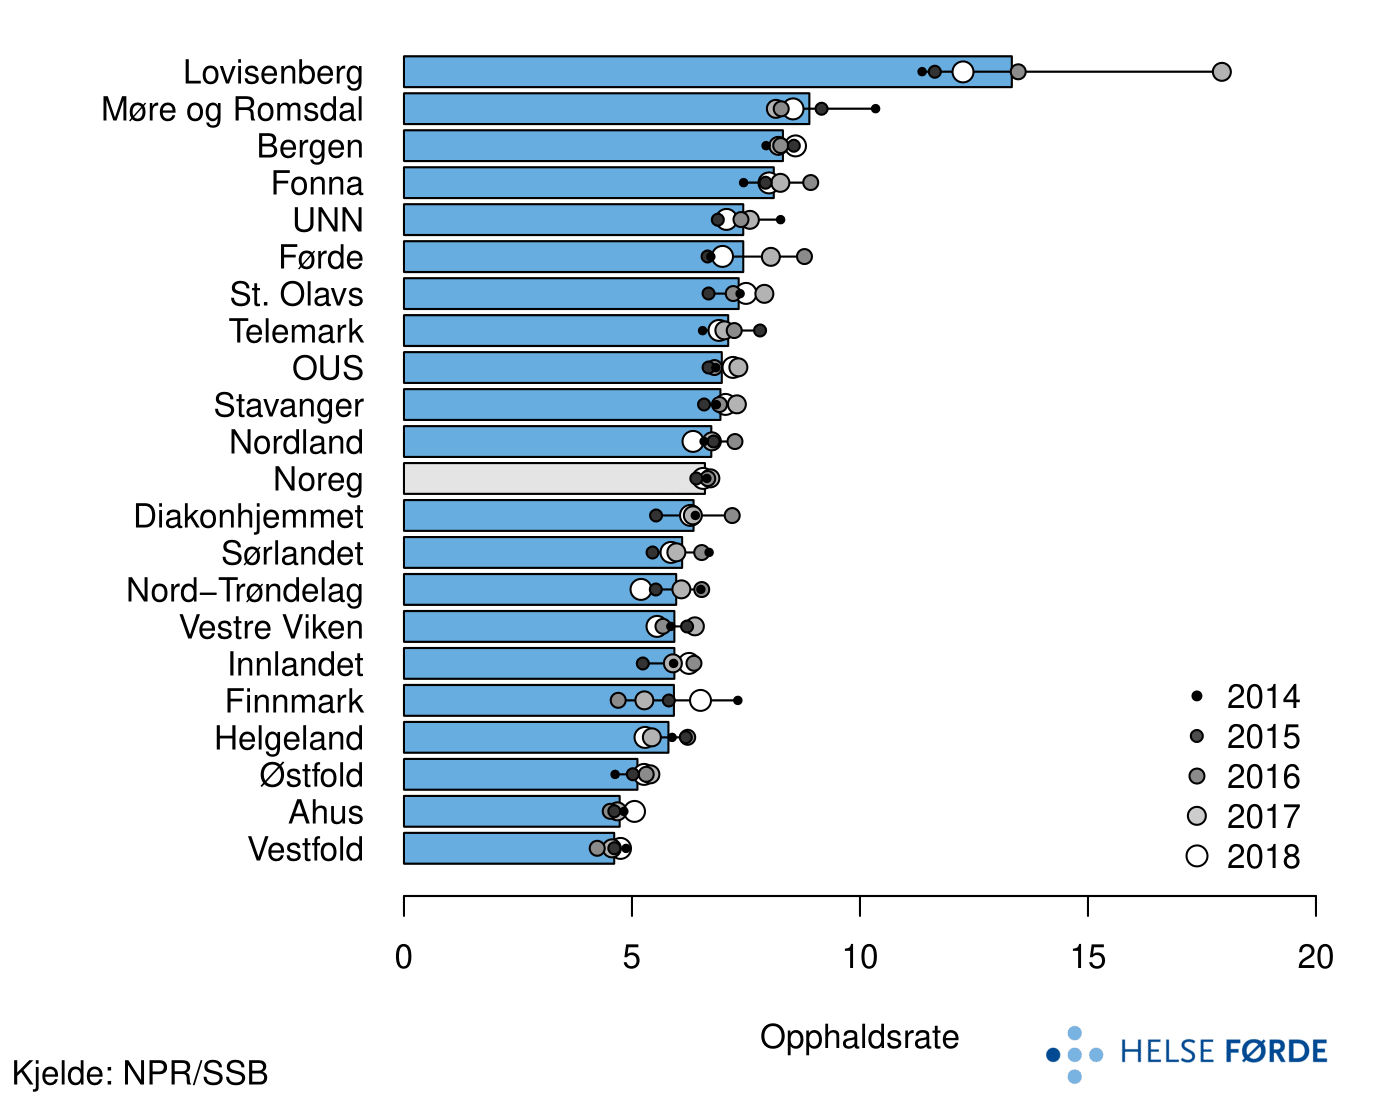 Lovisenberg
Møre og Romsdal
Bergen
Fonna
UNN
Førde
St. Olavs
Telemark
OUS
Stavanger
Nordland
Noreg
Diakonhjemmet
Sørlandet
Nord−Trøndelag
Vestre Viken
Innlandet
Finnmark
Helgeland
Østfold
Ahus
Vestfold
2014
2015
2016
2017
2018
0 5 10 15 20
Opphaldsrate
HELSE FØRDE
Kjelde: NPR/SSB